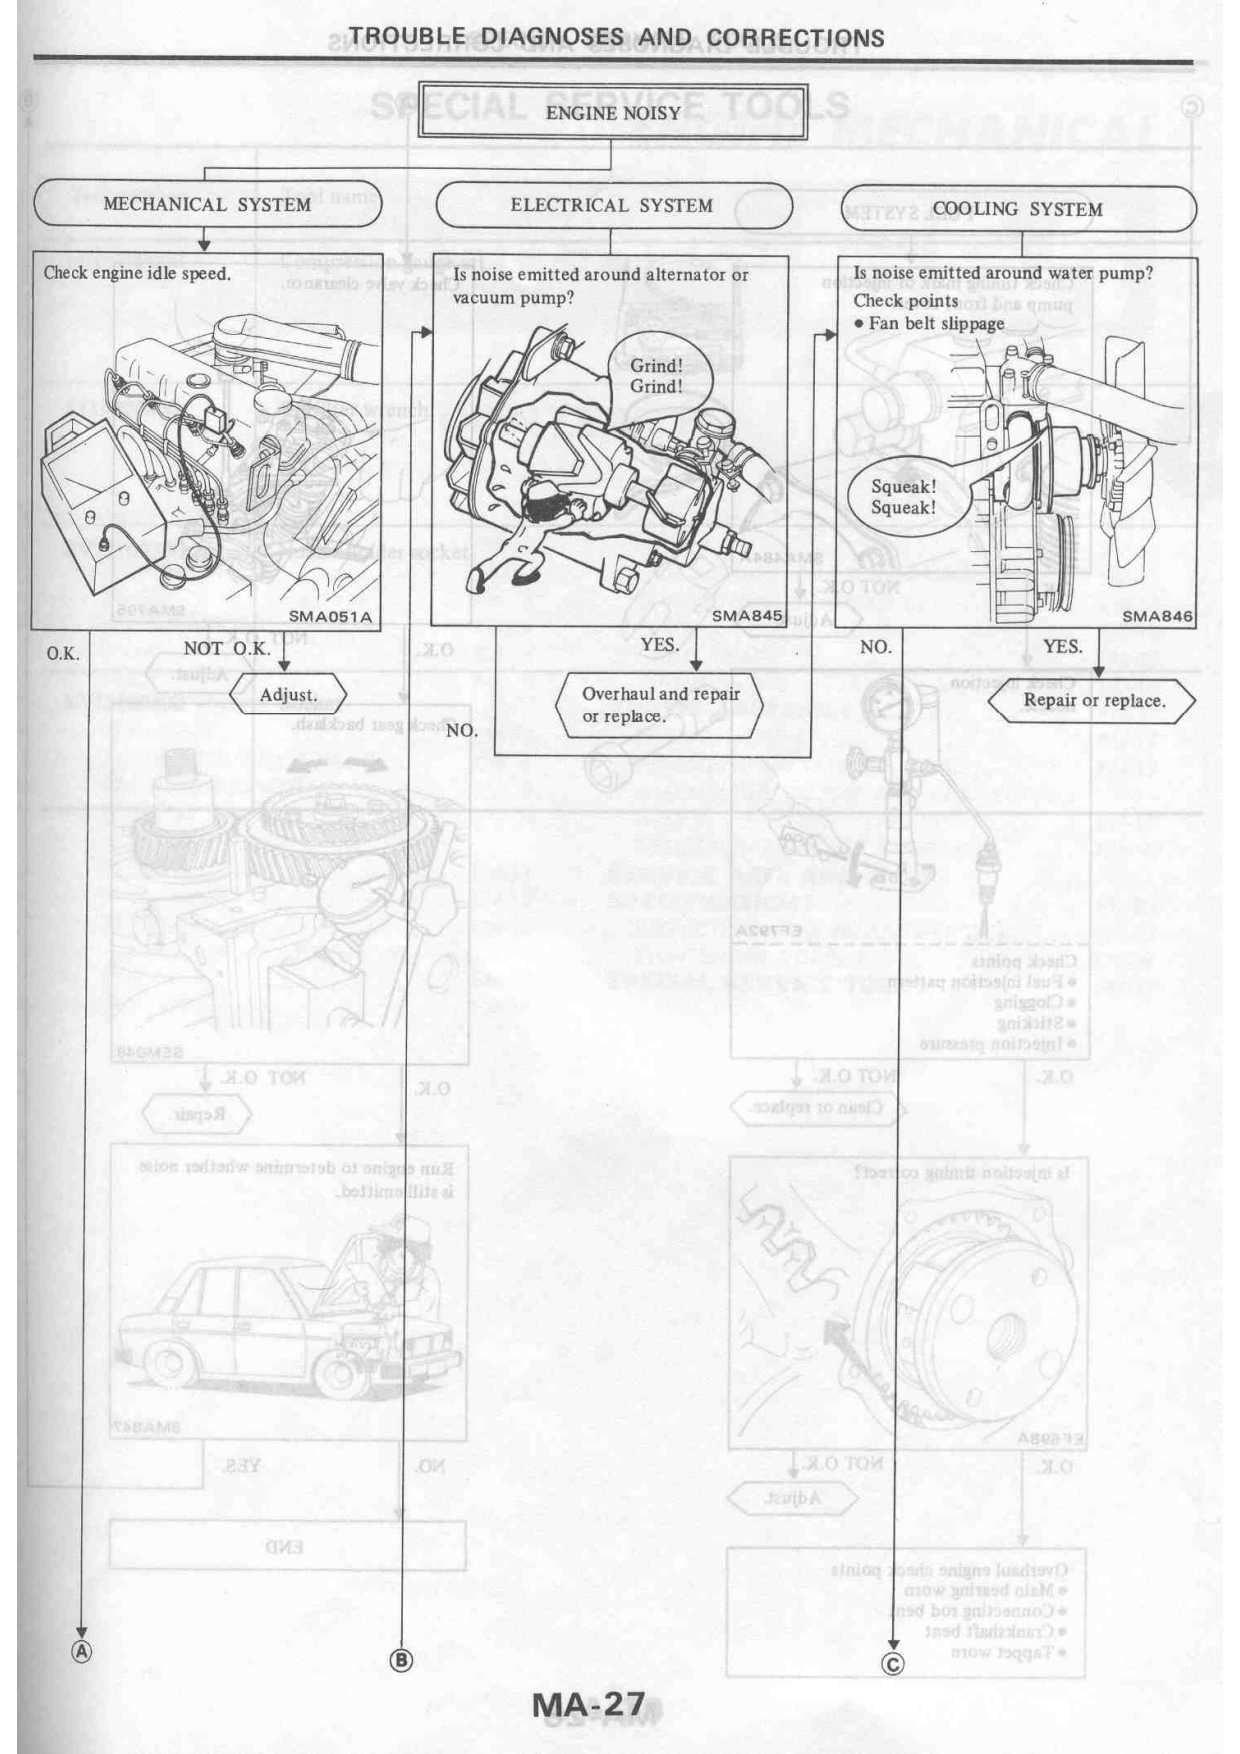 TROUBLE DIAGNOSES AND CORRECTIONS
ENGINE NOISY
MECHANICAL SYSTEM
Check engine idle speed.
SMA051A
O.K.
NOT O.K.
Adjust.
ELECTRICAL SYSTEM
Is noise emitted around alternator or
vacuum pump?
Grind!
Grind!
SMA845
YES.
Overhaul and repair
or replace.
NO.
COOLING SYSTEM
Is noise emitted around water pump?
Check points
• Fan belt slippage
Squeak!
Squeak!
SMA846
NO.
YES.
Repair or replace.
A
B
C
MA-27